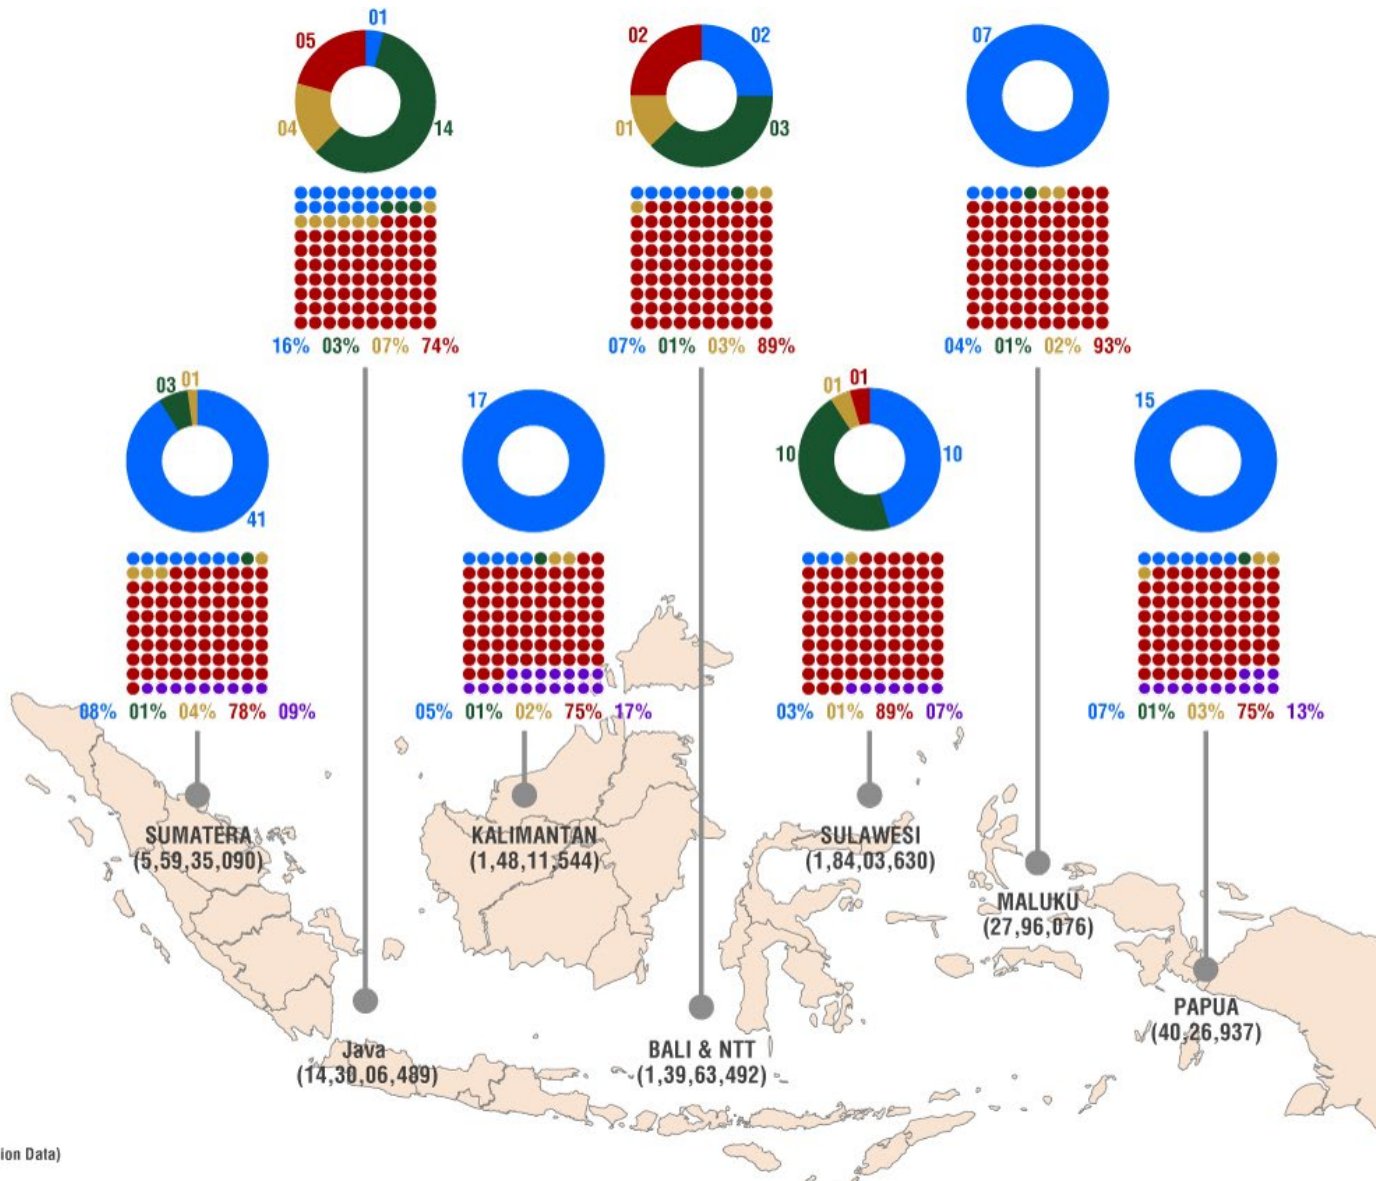 01
05
04
14
16% 03% 07% 74%
02
02
01
03
07% 01% 03% 89%
07
04% 01% 02% 93%
03
01
41
08% 01% 04% 78% 09%
17
05% 01% 02% 75% 17%
01
01
10
10
03% 01% 89% 07%
15
07% 01% 03% 75% 13%
SUMATERA
(5,59,35,090)
KALIMANTAN
(1,48,11,544)
SULAWESI
(1,84,03,630)
MALUKU
(27,96,076)
PAPUA
(40,26,937)
Java
(14,30,06,489)
BALI & NTT
(1,39,63,492)
ion Data)